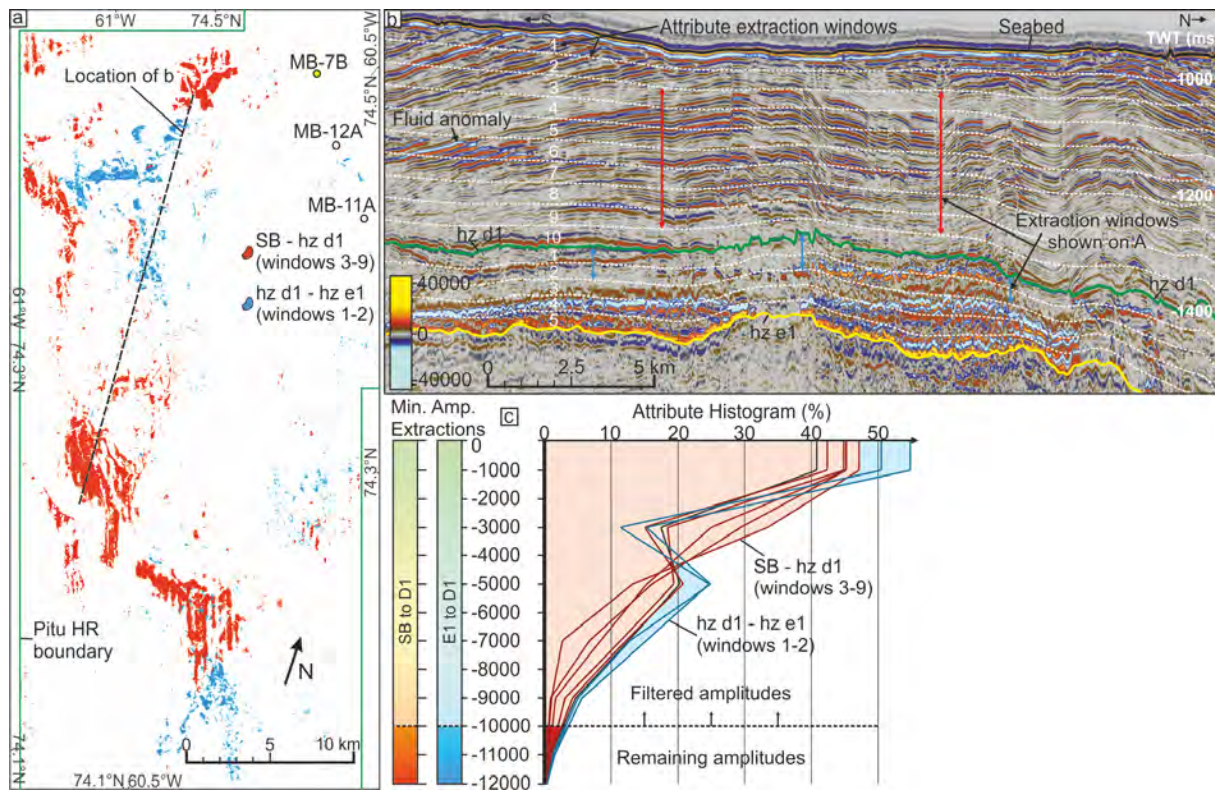 a
61°W
74.5°N
60.5°W
74.5°N
MB-7B
Location of b
MB-12A
MB-11A
SB - hz d1
(windows 3-9)
hz d1 - hz e1
(windows 1-2)
61°W
74.3°N
74.3°N
Pitu HR
boundary
N
0 5 10 km
74.1°N
74.1°N 60.5°W
b
←S
Attribute extraction windows
Seabed
N→
TWT (ms)
-1000
1
2
3
4
5
6
7
8
9
10
Fluid anomaly
-1200
Extraction windows
shown on A
hz d1
hz d1
-1400
hz e1
40000
0
-40000
0 2.5 5 km
Min. Amp.
Extractions
c
Attribute Histogram (%)
0 10 20 30 40 50
0
-1000
-2000
-3000
-4000
-5000
-6000
-7000
-8000
-9000
-10000
-11000
-12000
SB to D1
E1 to D1
SB - hz d1
(windows 3-9)
hz d1 - hz e1
(windows 1-2)
Filtered amplitudes
Remaining amplitudes